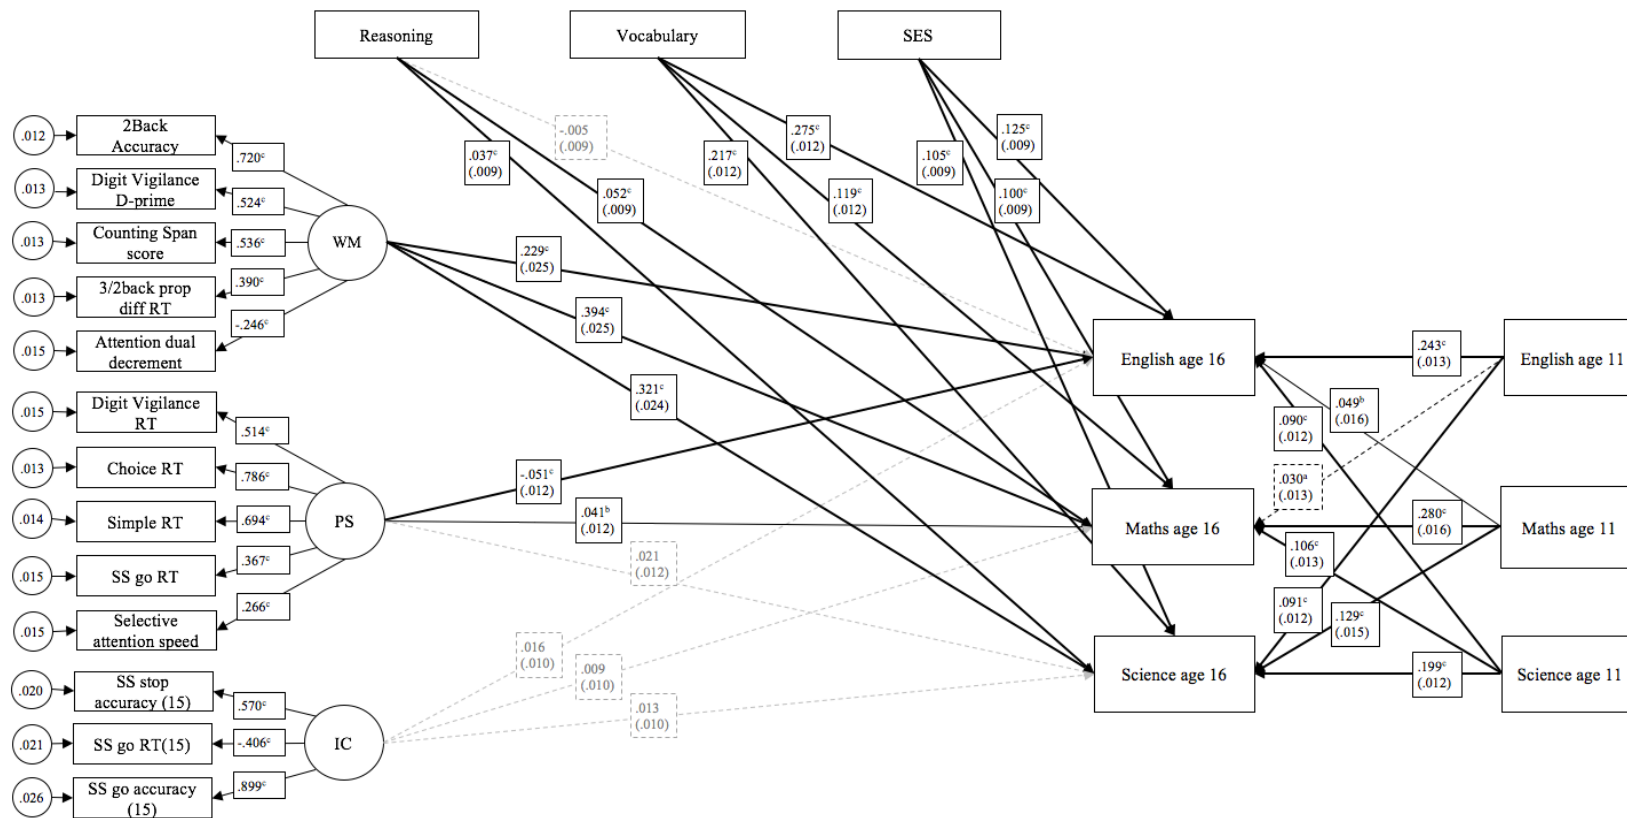 Reasoning
Vocabulary
SES
.012
2Back
Accuracy
.720ᶜ
.013
Digit Vigilance
D-prime
.524ᶜ
.013
Counting Span
score
.536ᶜ
.013
3/2back prop
diff RT
.390ᶜ
.015
Attention dual
decrement
-.246ᶜ
WM
.015
Digit Vigilance
RT
.514ᶜ
.013
Choice RT
.786ᶜ
.014
Simple RT
.694ᶜ
.015
SS go RT
.367ᶜ
.015
Selective
attention speed
.266ᶜ
PS
.020
SS stop
accuracy (15)
.570ᶜ
.021
SS go RT(15)
-.406ᶜ
.026
SS go accuracy
(15)
.899ᶜ
IC
.037ᶜ
(.009)
-.005
(.009)
.052ᶜ
(.009)
.275ᶜ
(.012)
.217ᶜ
(.012)
.119ᶜ
(.012)
.125ᶜ
(.009)
.105ᶜ
(.009)
.100ᶜ
(.009)
.229ᶜ
(.025)
.394ᶜ
(.025)
.321ᶜ
(.024)
-.051ᶜ
(.012)
.041ᵇ
(.012)
.021
(.012)
.016
(.010)
.009
(.010)
.013
(.010)
English age 16
Maths age 16
Science age 16
.243ᶜ
(.013)
.049ᵇ
(.016)
.090ᶜ
(.012)
.030ᵃ
(.013)
.280ᶜ
(.016)
.106ᶜ
(.013)
.091ᶜ
(.012)
.129ᶜ
(.015)
.199ᶜ
(.012)
English age 11
Maths age 11
Science age 11